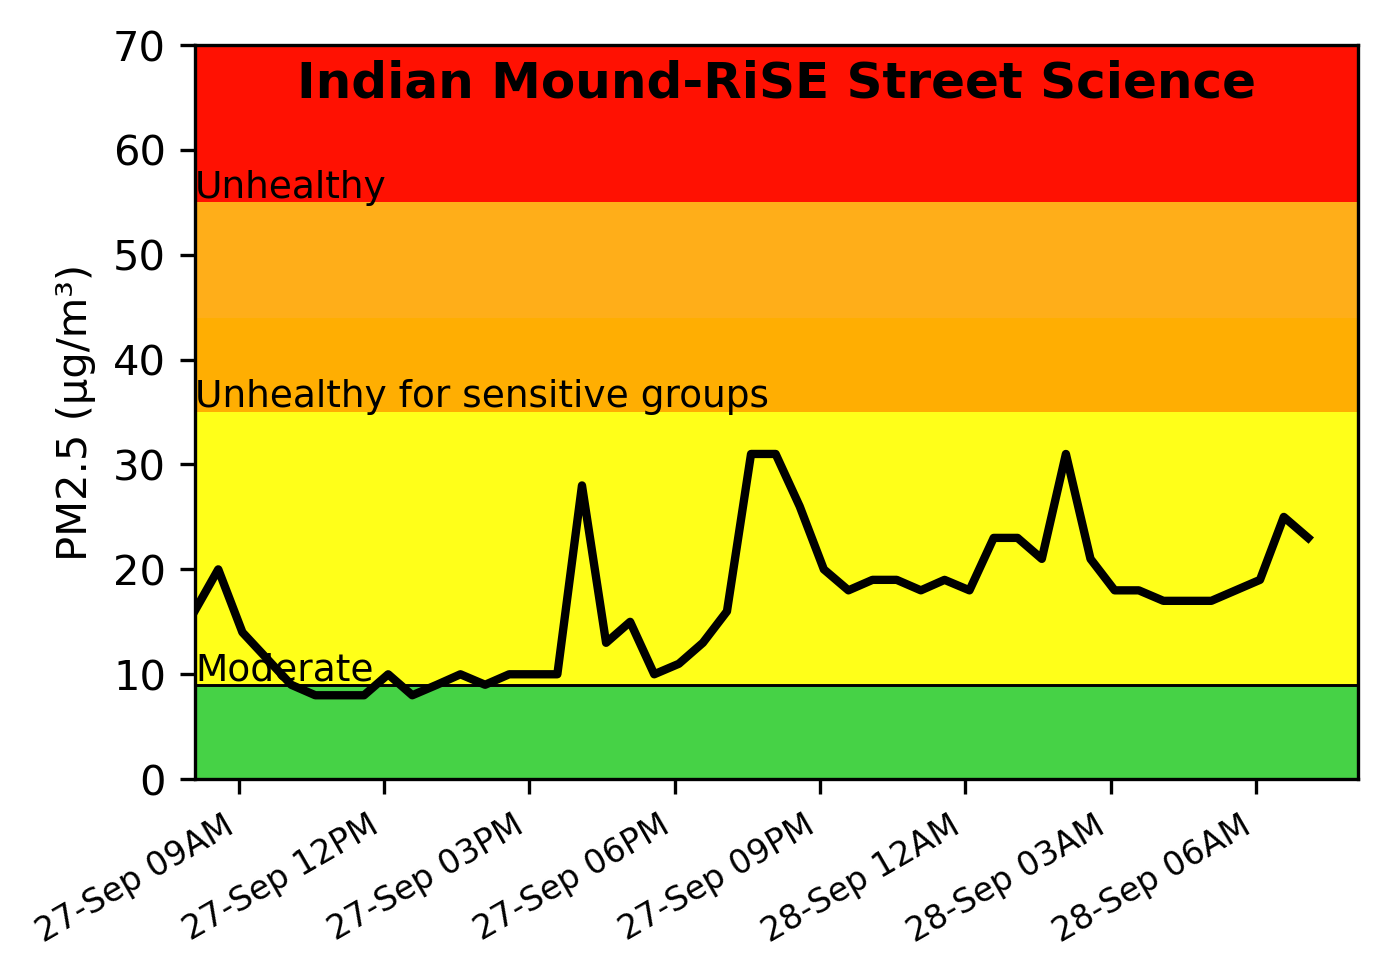 Indian Mound-RiSE Street Science
70
60
50
40
30
20
10
0
PM2.5 (µg/m³)
Unhealthy
Unhealthy for sensitive groups
Moderate
27-Sep 09AM
27-Sep 12PM
27-Sep 03PM
27-Sep 06PM
27-Sep 09PM
28-Sep 12AM
28-Sep 03AM
28-Sep 06AM